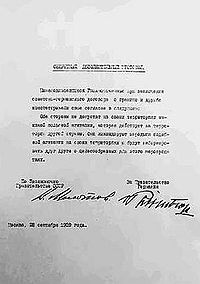 СЕКРЕТНЫЙ ДОПОЛНИТЕЛЬНЫЙ ПРОТОКОЛ.
Нижеподписавшиеся Уполномоченные при заключении
советско-германского договора о границе и дружбе
констатировали свое согласие в следующем:
Обе стороны не допустят на своих территориях
никакой польской агитации, которая действует на
территорию другой страны. Они ликвидируют зародыши
подобной агитации на своих территориях и будут информировать
друг друга о целесообразных для этого мероприятиях.
По Уполномочию За Правительство
Правительства СССР Германии
В. Молотов
Москва, 28 сентября 1939 года.